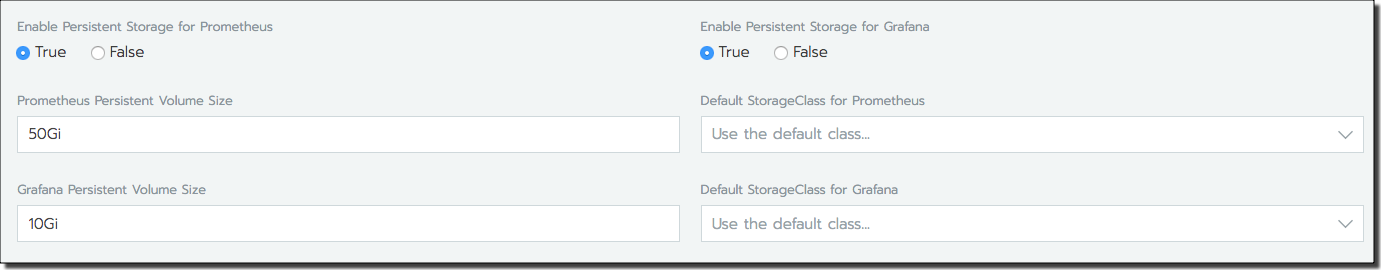 Enable Persistent Storage for Prometheus
True False
Enable Persistent Storage for Grafana
True False
Prometheus Persistent Volume Size
50Gi
Default StorageClass for Prometheus
Use the default class...
Grafana Persistent Volume Size
10Gi
Default StorageClass for Grafana
Use the default class...